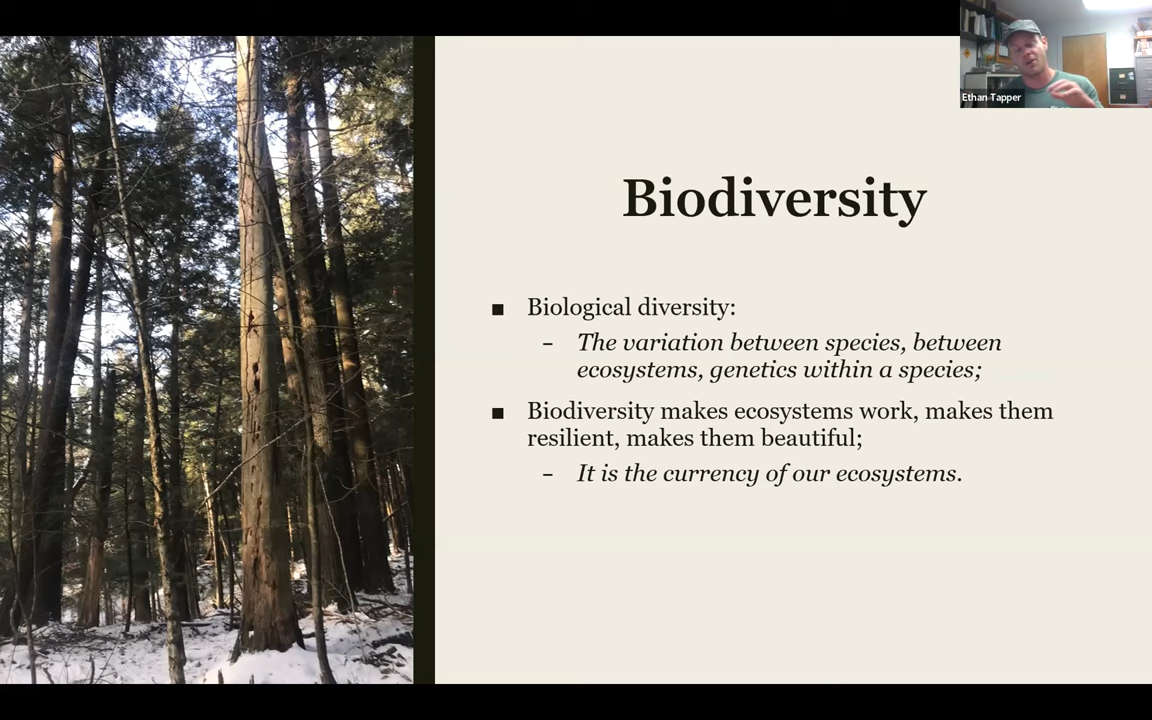 Ethan Tapper
Biodiversity
■ Biological diversity:
– The variation between species, between
ecosystems, genetics within a species;
■ Biodiversity makes ecosystems work, makes them
resilient, makes them beautiful;
– It is the currency of our ecosystems.